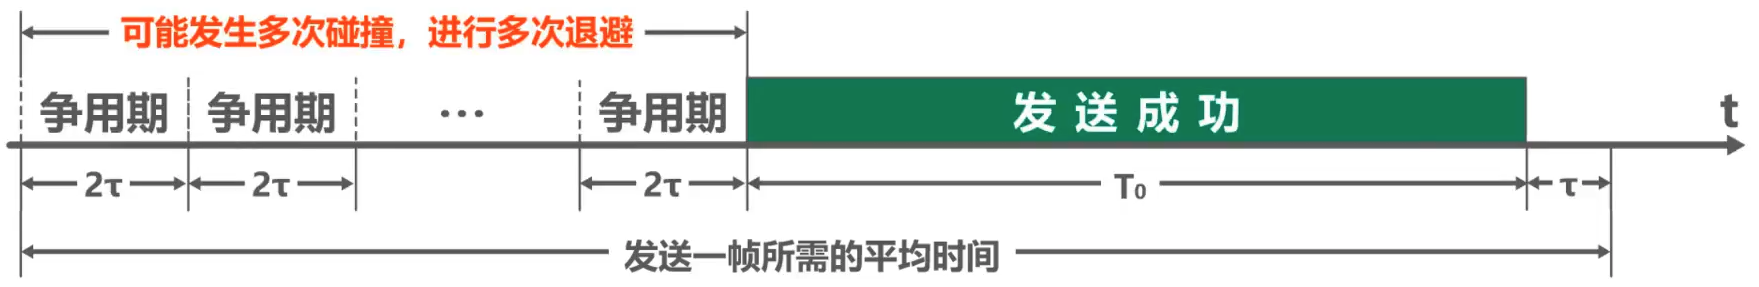 可能发生多次碰撞，进行多次退避
争用期 争用期 ... 争用期 发送成功 t
2τ 2τ 2τ T₀ τ
发送一帧所需的平均时间